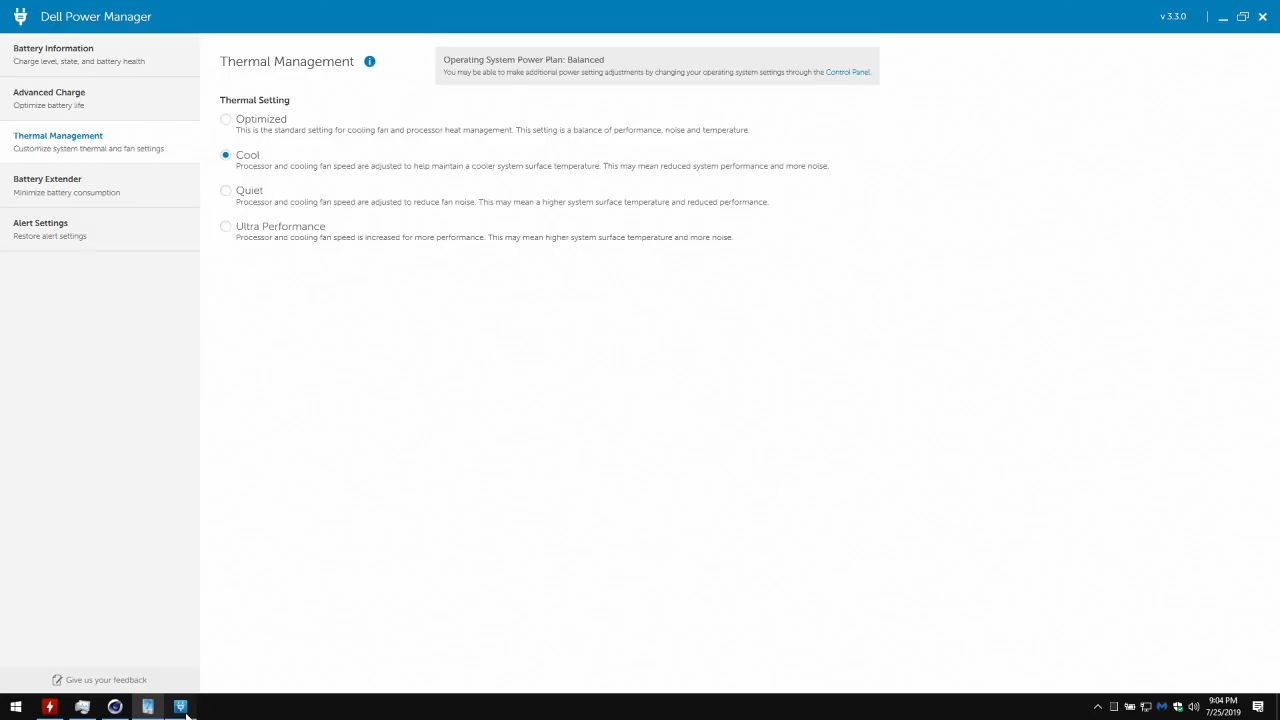 Dell Power Manager
v 3.3.0
Battery Information
Charge level, state, and battery health
Advanced Charge
Optimize battery life
Thermal Management
Customize system thermal and fan settings
Battery Extender
Minimize battery consumption
Alert Settings
Restore alert settings
Give us your feedback
Thermal Management
Operating System Power Plan: Balanced
You may be able to make additional power setting adjustments by changing your operating system settings through the Control Panel.
Thermal Setting
Optimized
This is the standard setting for cooling fan and processor heat management. This setting is a balance of performance, noise and temperature.
Cool
Processor and cooling fan speed are adjusted to help maintain a cooler system surface temperature. This may mean reduced system performance and more noise.
Quiet
Processor and cooling fan speed are adjusted to reduce fan noise. This may mean a higher system surface temperature and reduced performance.
Ultra Performance
Processor and cooling fan speed is increased for more performance. This may mean higher system surface temperature and more noise.
9:04 PM
7/25/2019